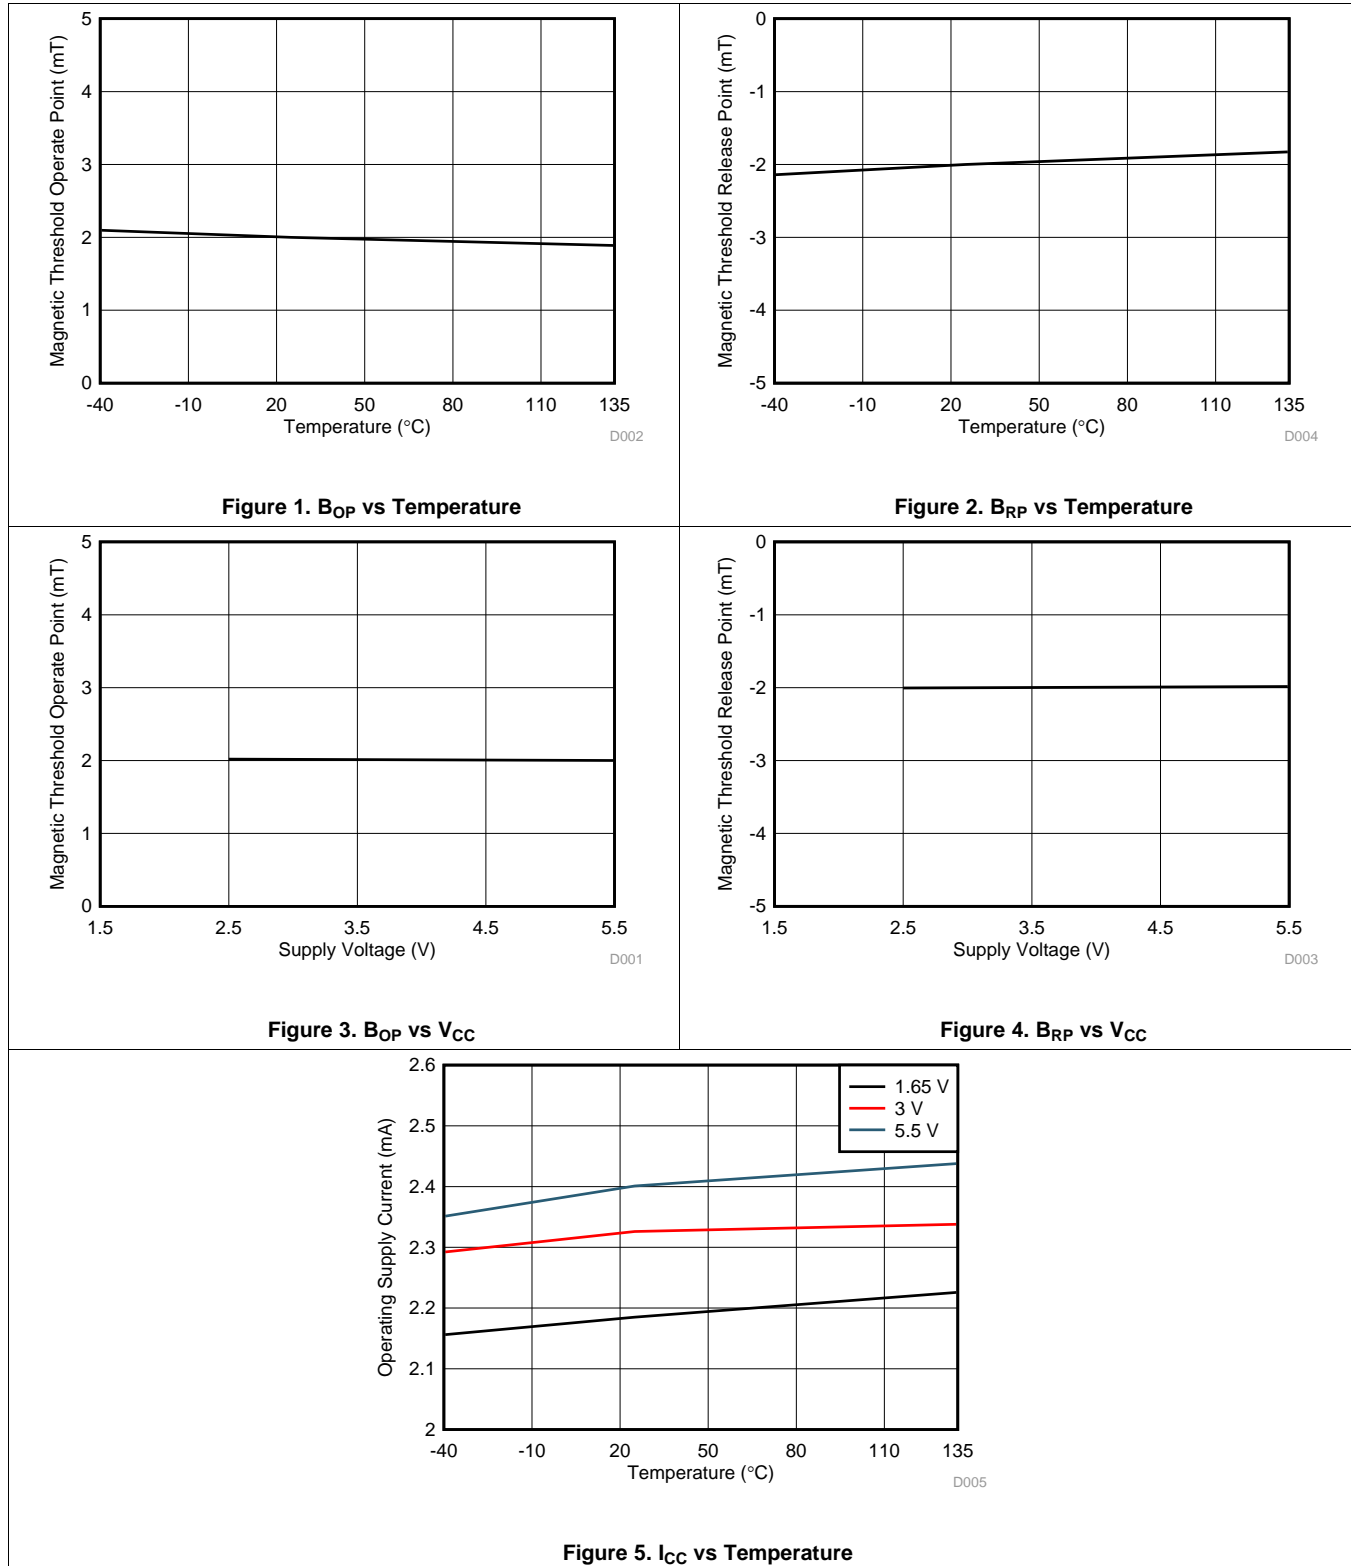 Magnetic Threshold Operate Point (mT)
5
4
3
2
1
0
-40 -10 20 50 80 110 135
Temperature (°C)
D002
Figure 1. BOP vs Temperature
Magnetic Threshold Release Point (mT)
0
-1
-2
-3
-4
-5
-40 -10 20 50 80 110 135
Temperature (°C)
D004
Figure 2. BRP vs Temperature
Magnetic Threshold Operate Point (mT)
5
4
3
2
1
0
1.5 2.5 3.5 4.5 5.5
Supply Voltage (V)
D001
Figure 3. BOP vs VCC
Magnetic Threshold Release Point (mT)
0
-1
-2
-3
-4
-5
1.5 2.5 3.5 4.5 5.5
Supply Voltage (V)
D003
Figure 4. BRP vs VCC
Operating Supply Current (mA)
2.6
2.5
2.4
2.3
2.2
2.1
2
1.65 V
3 V
5.5 V
-40 -10 20 50 80 110 135
Temperature (°C)
D005
Figure 5. ICC vs Temperature